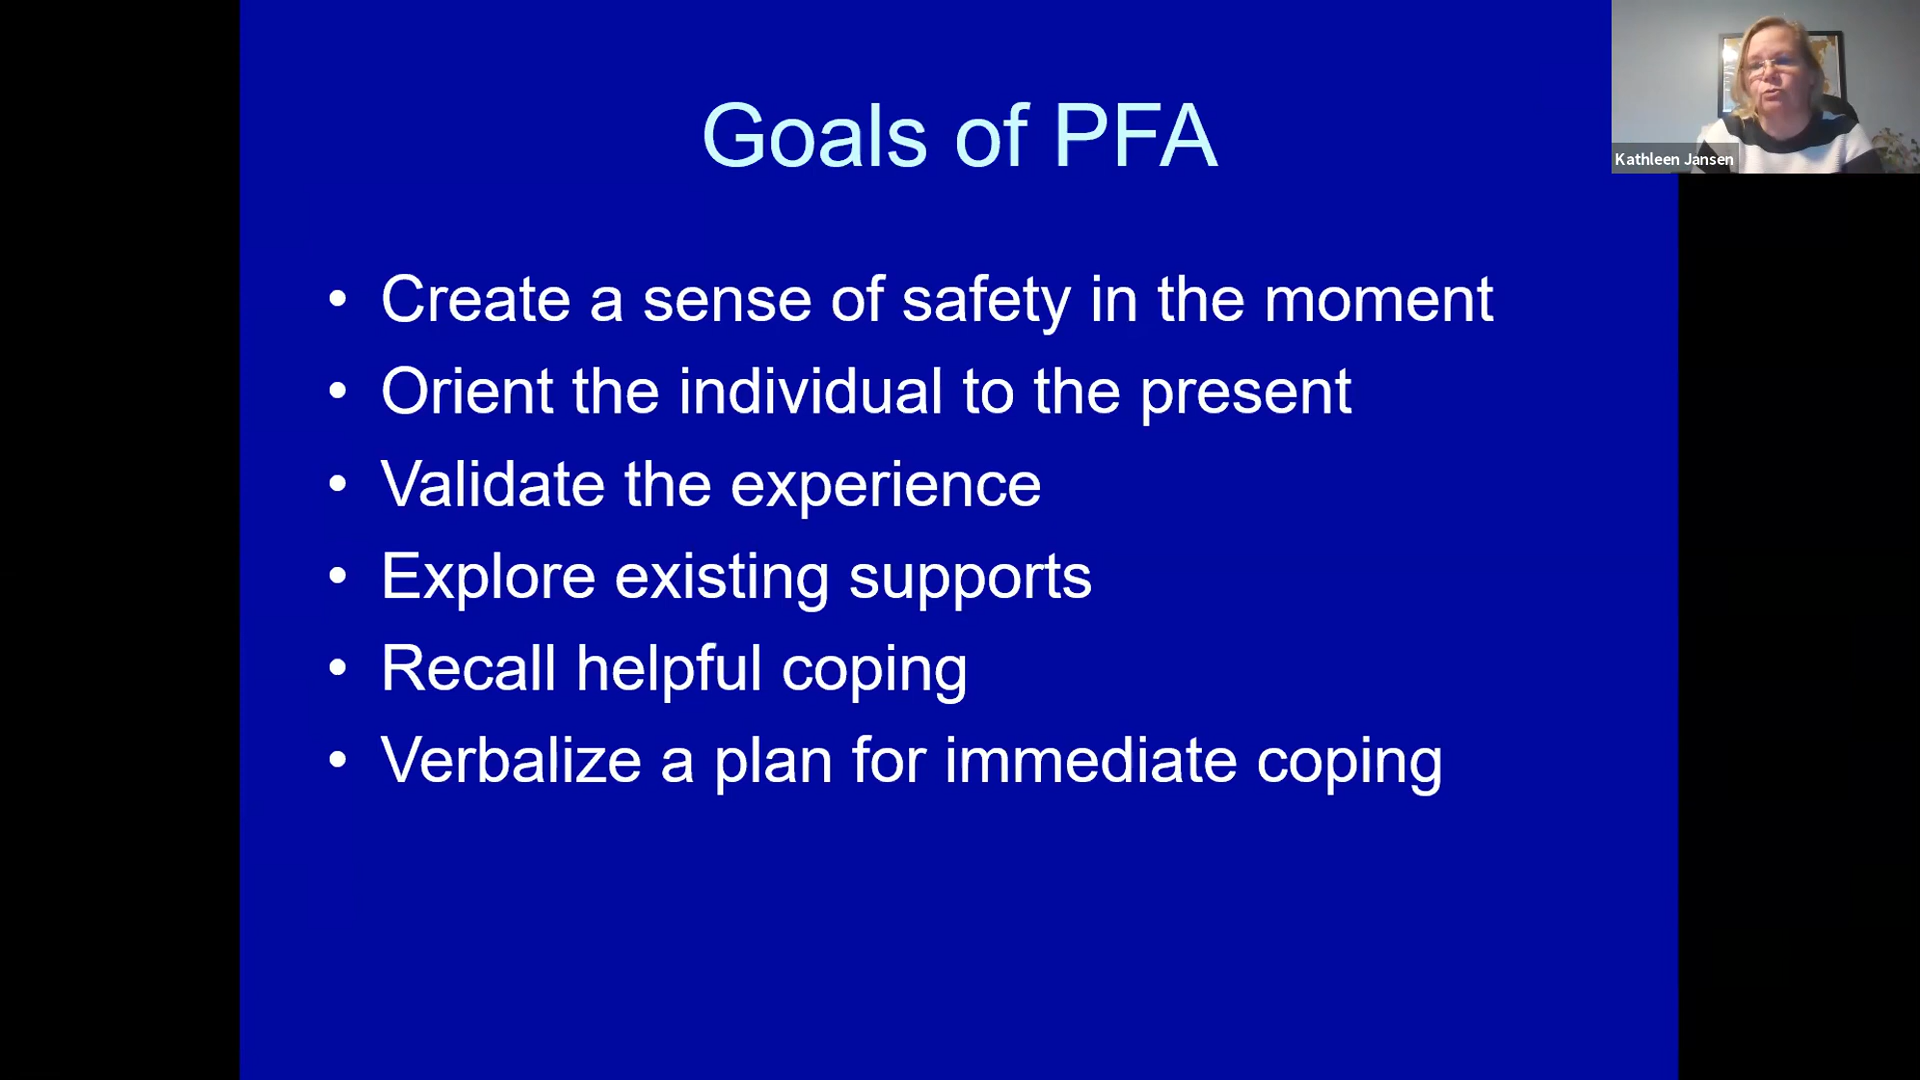 Goals of PFA
Kathleen Jansen
• Create a sense of safety in the moment
• Orient the individual to the present
• Validate the experience
• Explore existing supports
• Recall helpful coping
• Verbalize a plan for immediate coping